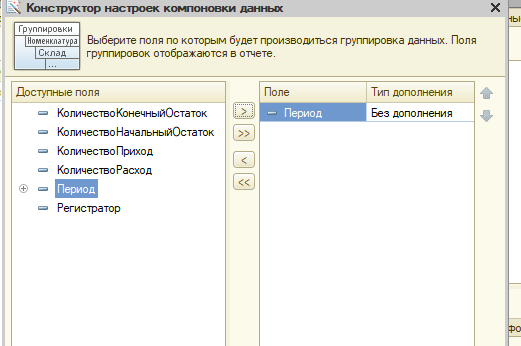 Конструктор настроек компоновки данных
Группировки
Номенклатура
Склад
...
Выберите поля по которым будет производиться группировка данных. Поля
группировок отображаются в отчете.
Доступные поля
КоличествоКонечныйОстаток
КоличествоНачальныйОстаток
КоличествоПриход
КоличествоРасход
Период
Регистратор
>
>>
<
<<
Поле Тип дополнения
Период Без дополнения